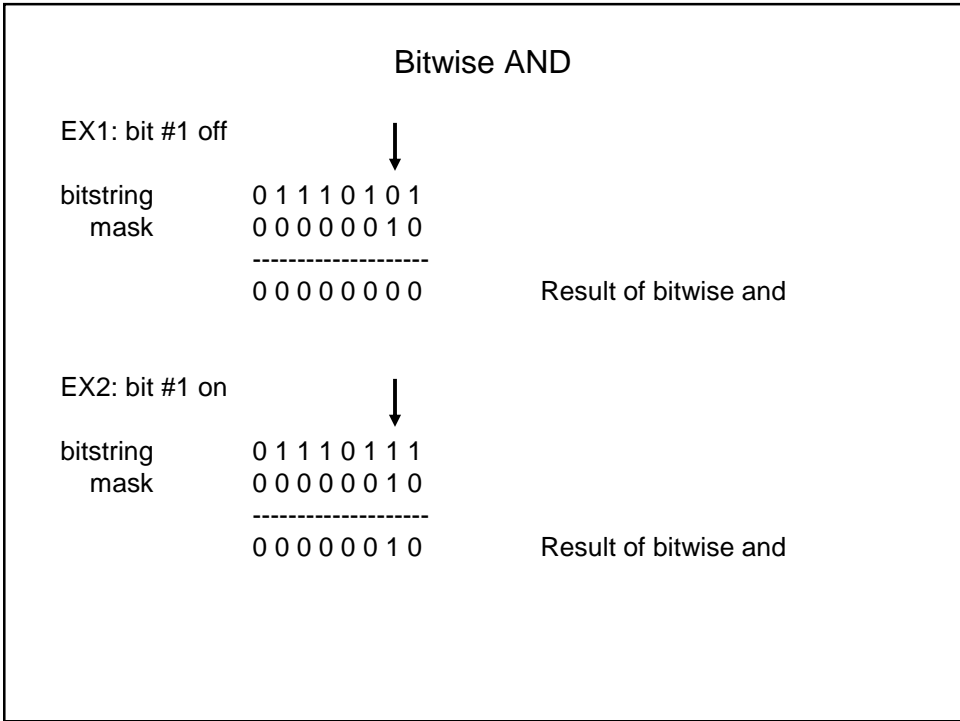 Bitwise AND
EX1: bit #1 off
bitstring 0 1 1 1 0 1 0 1
mask 0 0 0 0 0 0 1 0
--------------------
0 0 0 0 0 0 0 0 Result of bitwise and
EX2: bit #1 on
bitstring 0 1 1 1 0 1 1 1
mask 0 0 0 0 0 0 1 0
--------------------
0 0 0 0 0 0 1 0 Result of bitwise and